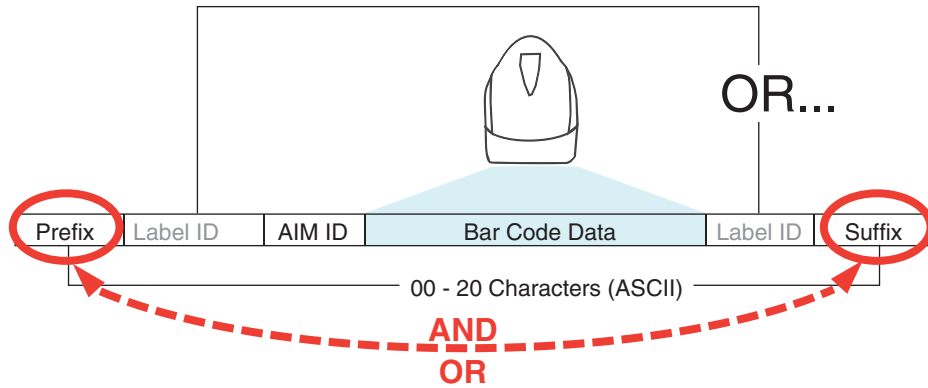 OR...
Prefix Label ID AIM ID Bar Code Data Label ID Suffix
00 - 20 Characters (ASCII)
AND
OR